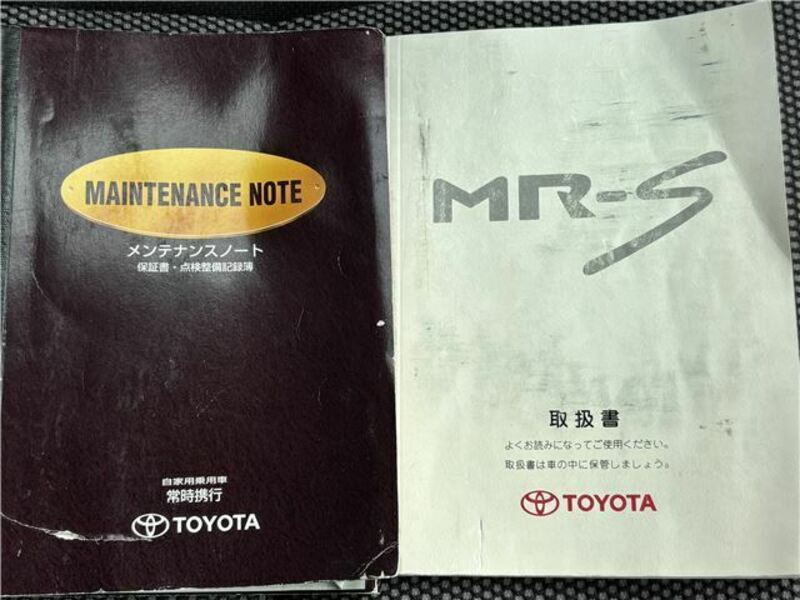 MAINTENANCE NOTE
メンテナンスノート
保証書・点検整備記録簿
自家用乗用車
常時携行
TOYOTA
MR-S
取扱書
よくお読みになってご使用ください。
取扱書は車の中に保管しましょう。
TOYOTA